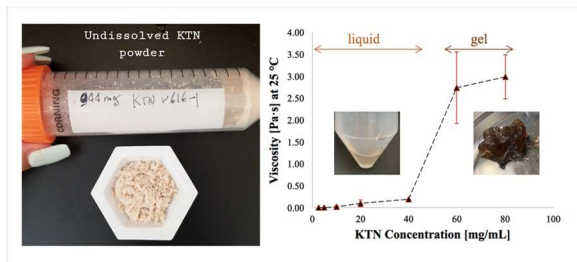 Undissolved KTN
powder
CORNING
944 mg KTN
liquid
gel
Viscosity [Pa·s] at 25 °C
4.00
3.50
3.00
2.50
2.00
1.50
1.00
0.50
0.00
0 20 40 60 80 100
KTN Concentration [mg/mL]